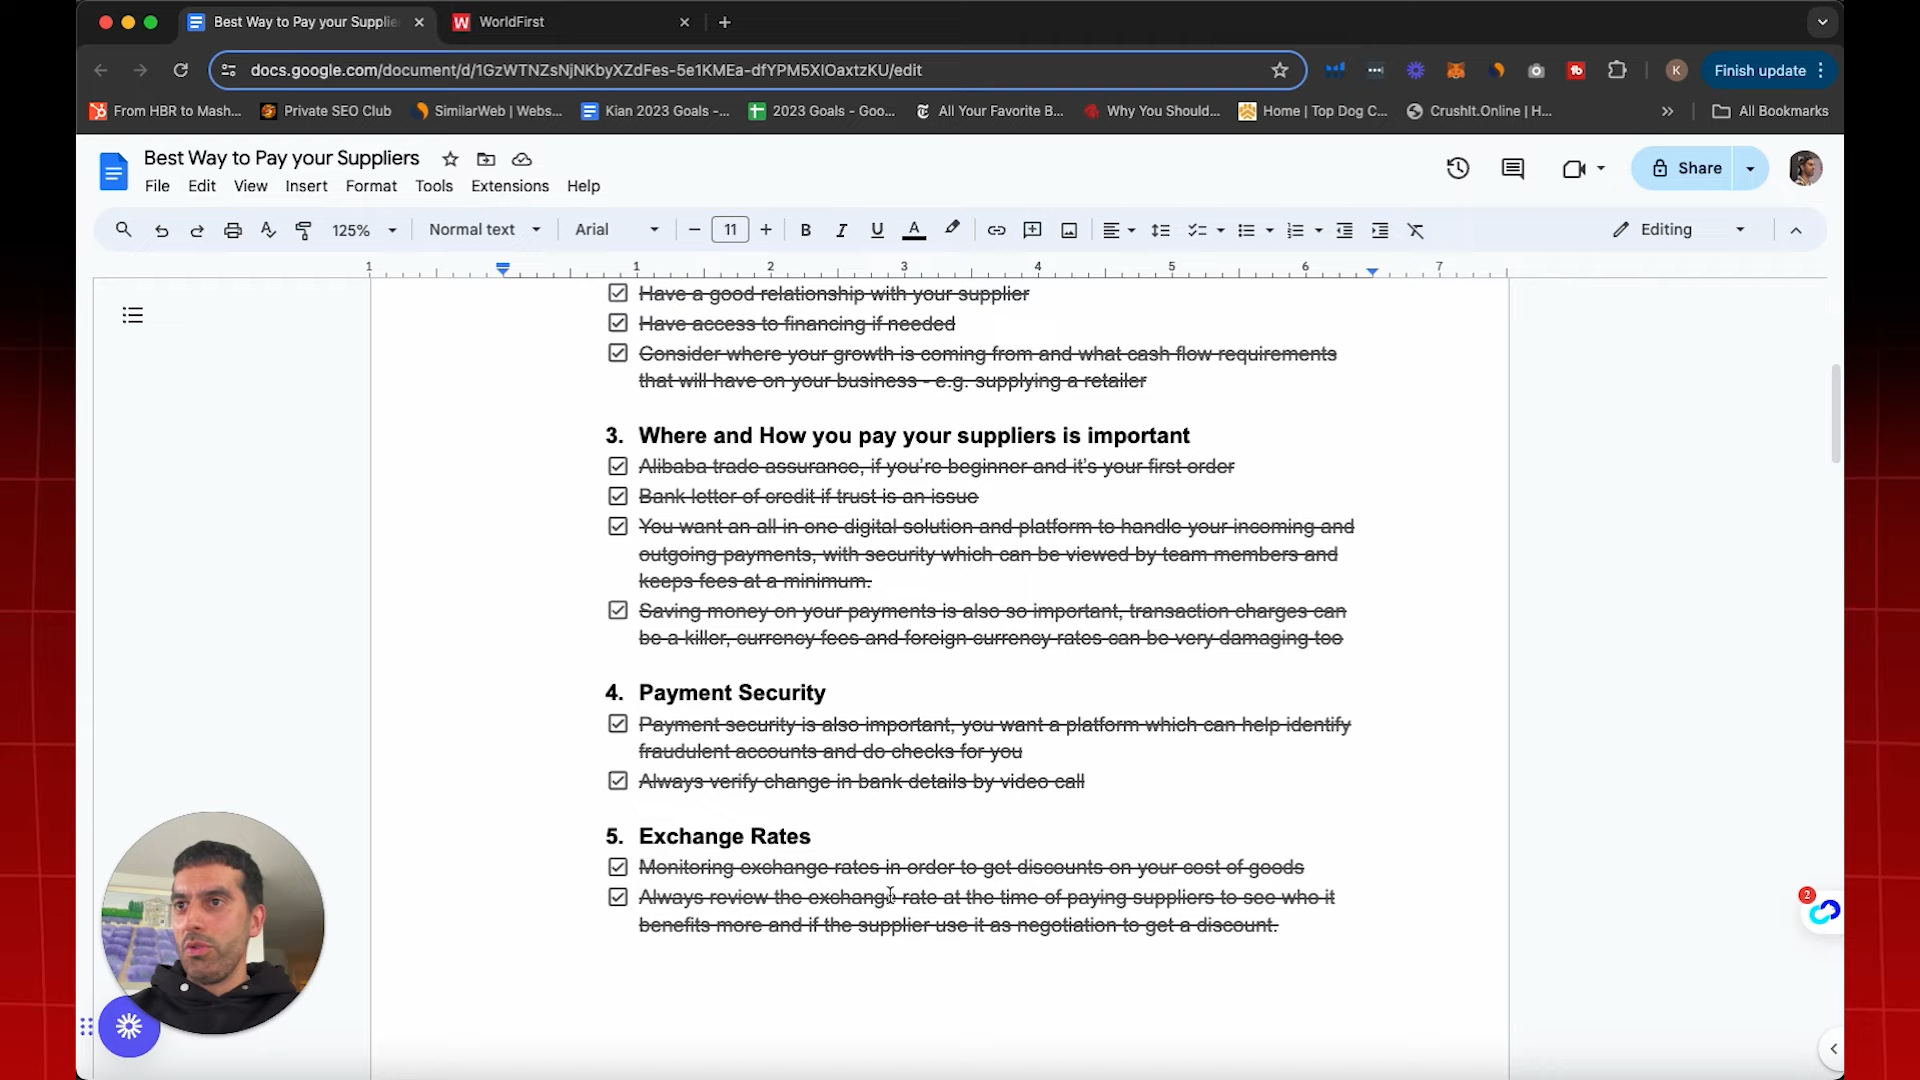 Best Way to Pay your Supplie
WorldFirst
docs.google.com/document/d/1GzWTNZsNjNKbyXZdFes-5e1KMEa-dfYPM5XIOaxtzKU/edit
K
Finish update
From HBR to Mash...
Private SEO Club
SimilarWeb | Webs...
Kian 2023 Goals -...
2023 Goals - Goo...
All Your Favorite B...
Why You Should...
Home | Top Dog C...
CrushIt.Online | H...
All Bookmarks
Best Way to Pay your Suppliers
File Edit View Insert Format Tools Extensions Help
Share
125%
Normal text
Arial
11
Editing
1 1 2 3 4 5 6 7
Have a good relationship with your supplier
Have access to financing if needed
Consider where your growth is coming from and what cash flow requirements
that will have on your business - e.g. supplying a retailer
3. Where and How you pay your suppliers is important
Alibaba trade assurance, if you're beginner and it's your first order
Bank letter of credit if trust is an issue
You want an all in one digital solution and platform to handle your incoming and
outgoing payments, with security which can be viewed by team members and
keeps fees at a minimum.
Saving money on your payments is also so important, transaction charges can
be a killer, currency fees and foreign currency rates can be very damaging too
4. Payment Security
Payment security is also important, you want a platform which can help identify
fraudulent accounts and do checks for you
Always verify change in bank details by video call
5. Exchange Rates
Monitoring exchange rates in order to get discounts on your cost of goods
Always review the exchange rate at the time of paying suppliers to see who it
benefits more and if the supplier use it as negotiation to get a discount.
2